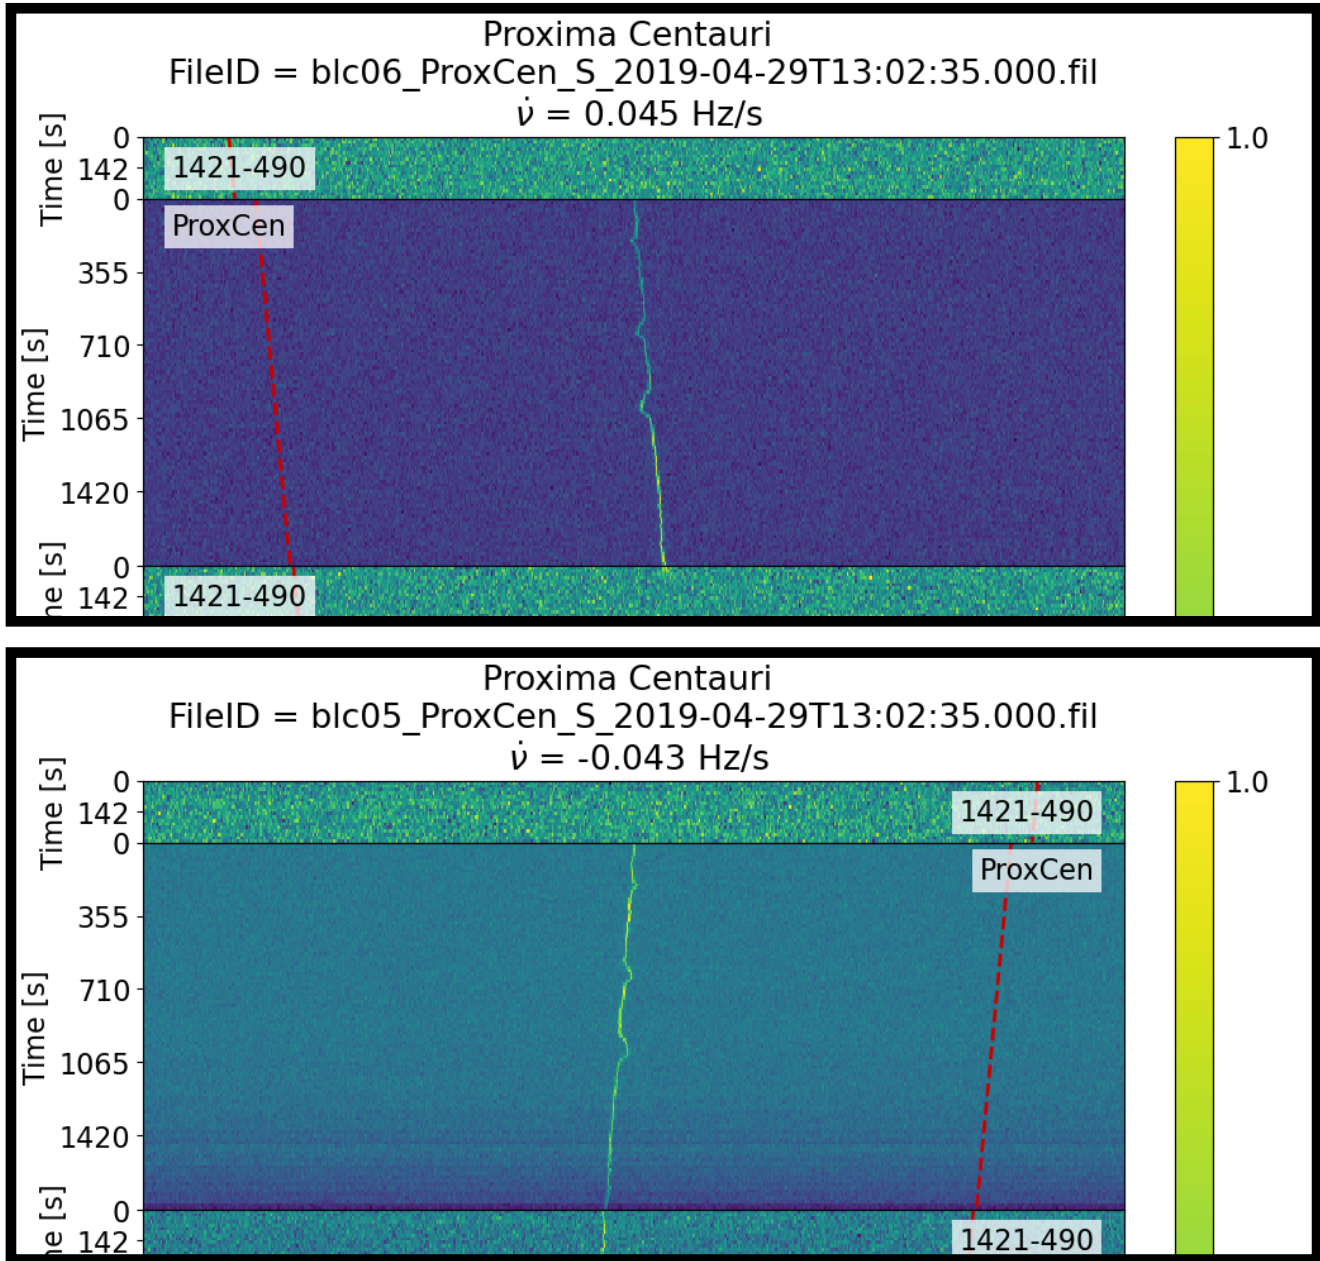 Proxima Centauri
FileID = blc06_ProxCen_S_2019-04-29T13:02:35.000.fil
ν̇ = 0.045 Hz/s
Time [s]
0
142
1421-490
1.0
Time [s]
0
355
710
1065
1420
ProxCen
ne [s]
0
142
1421-490
Proxima Centauri
FileID = blc05_ProxCen_S_2019-04-29T13:02:35.000.fil
ν̇ = -0.043 Hz/s
Time [s]
0
142
1421-490
1.0
Time [s]
0
355
710
1065
1420
ProxCen
ne [s]
0
142
1421-490